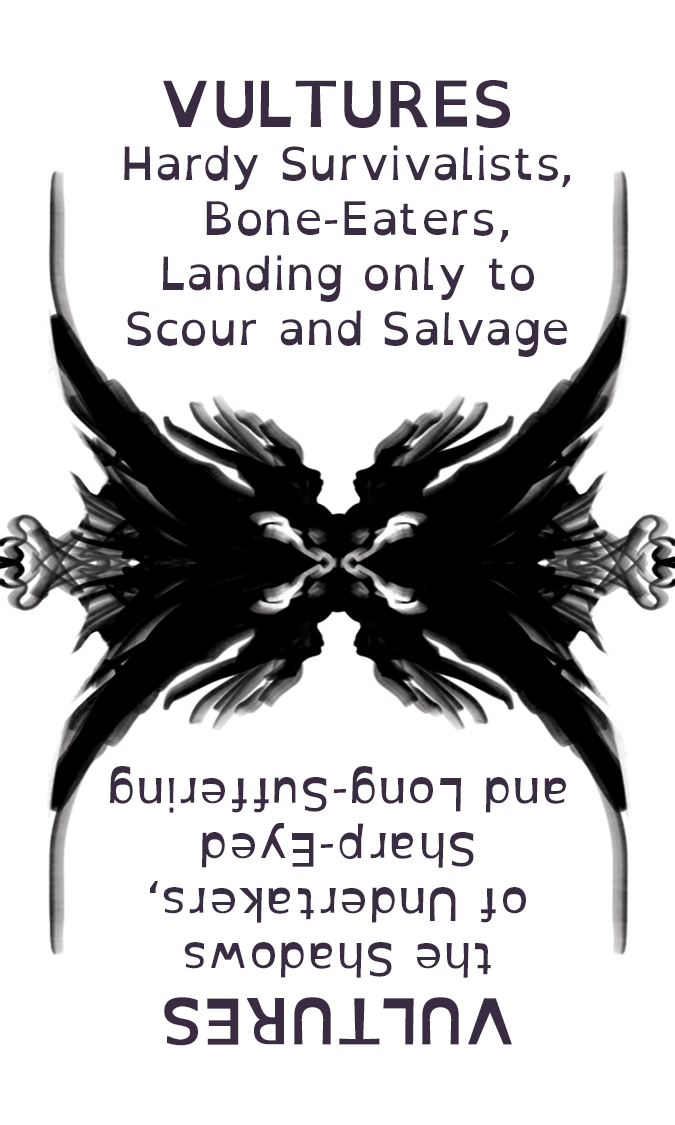 VULTURES
Hardy Survivalists,
Bone-Eaters,
Landing only to
Scour and Salvage
VULTURES
the Shadows
of Undertakers,
Sharp-Eyed
and Long-Suffering